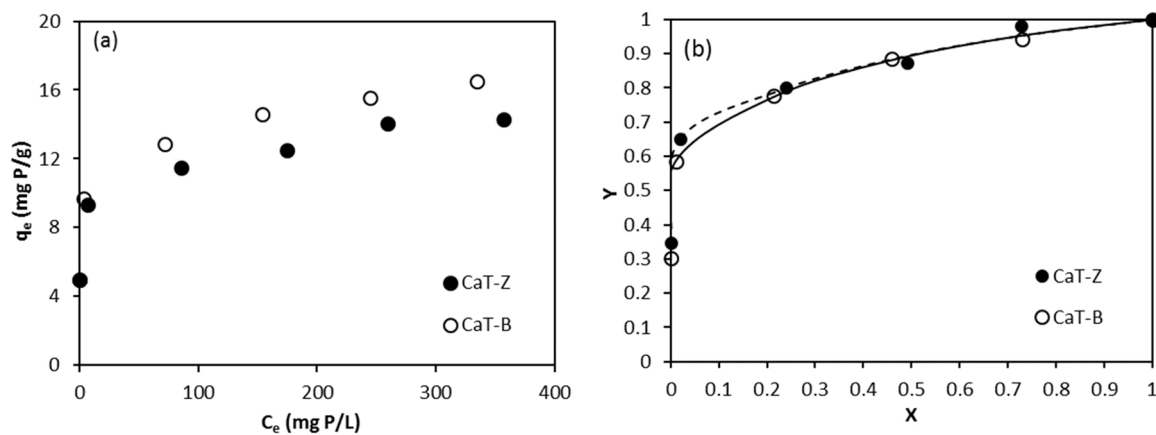 (a)
20
16
12
8
4
0
qe (mg P/g)
0 100 200 300 400
Ce (mg P/L)
CaT-Z
CaT-B
(b)
1
0.9
0.8
0.7
0.6
0.5
0.4
0.3
0.2
0.1
0
Y
0 0.1 0.2 0.3 0.4 0.5 0.6 0.7 0.8 0.9 1
X
CaT-Z
CaT-B